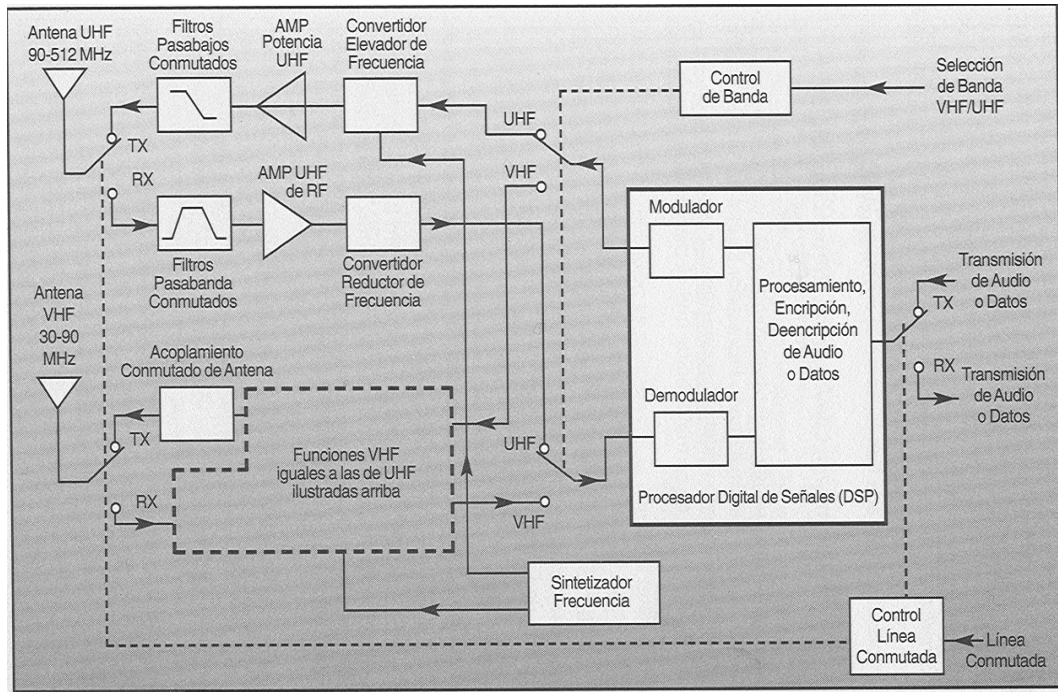 Antena UHF
90-512 MHz
Filtros
Pasabajos
Conmutados
AMP
Potencia
UHF
Convertidor
Elevador de
Frecuencia
Control
de Banda
Selección
de Banda
VHF/UHF
TX
UHF
VHF
RX
AMP UHF
de RF
Modulador
Filtros
Pasabanda
Conmutados
Convertidor
Reductor de
Frecuencia
Procesamiento,
Encripción,
Deencripción
de Audio
o Datos
Transmisión
de Audio
o Datos
TX
RX
Transmisión
de Audio
o Datos
Antena
VHF
30-90
MHz
Acoplamiento
Conmutado de Antena
Demodulador
TX
UHF
Funciones VHF
iguales a las de UHF
ilustradas arriba
RX
VHF
Procesador Digital de Señales (DSP)
Sintetizador
Frecuencia
Control
Línea
Conmutada
Línea
Conmutada